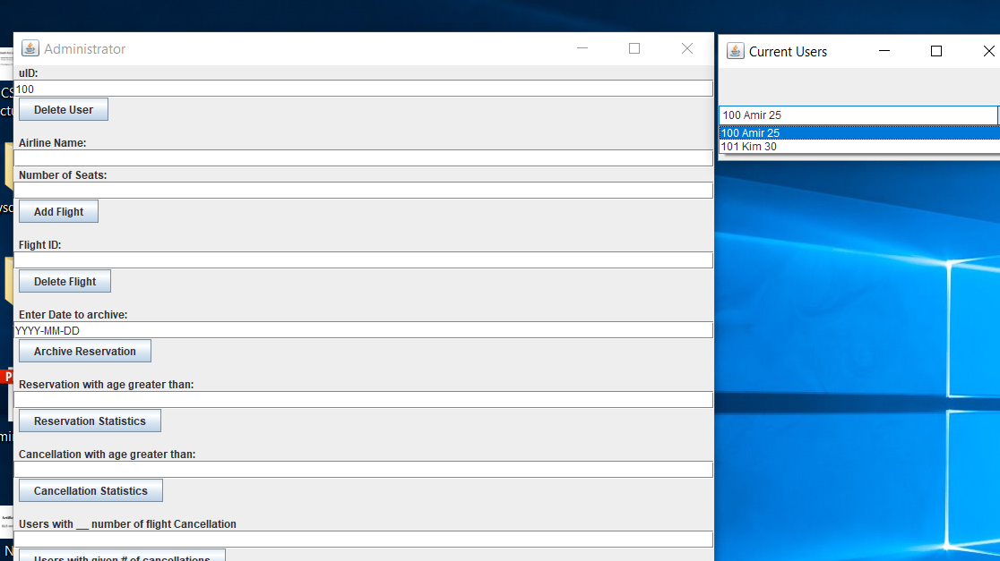 Administrator
uID:
100
Delete User
Airline Name:
Number of Seats:
Add Flight
Flight ID:
Delete Flight
Enter Date to archive:
YYYY-MM-DD
Archive Reservation
Reservation with age greater than:
Reservation Statistics
Cancellation with age greater than:
Cancellation Statistics
Users with __ number of flight Cancellation
Users with given # of cancellations
Current Users
100 Amir 25
100 Amir 25
101 Kim 30